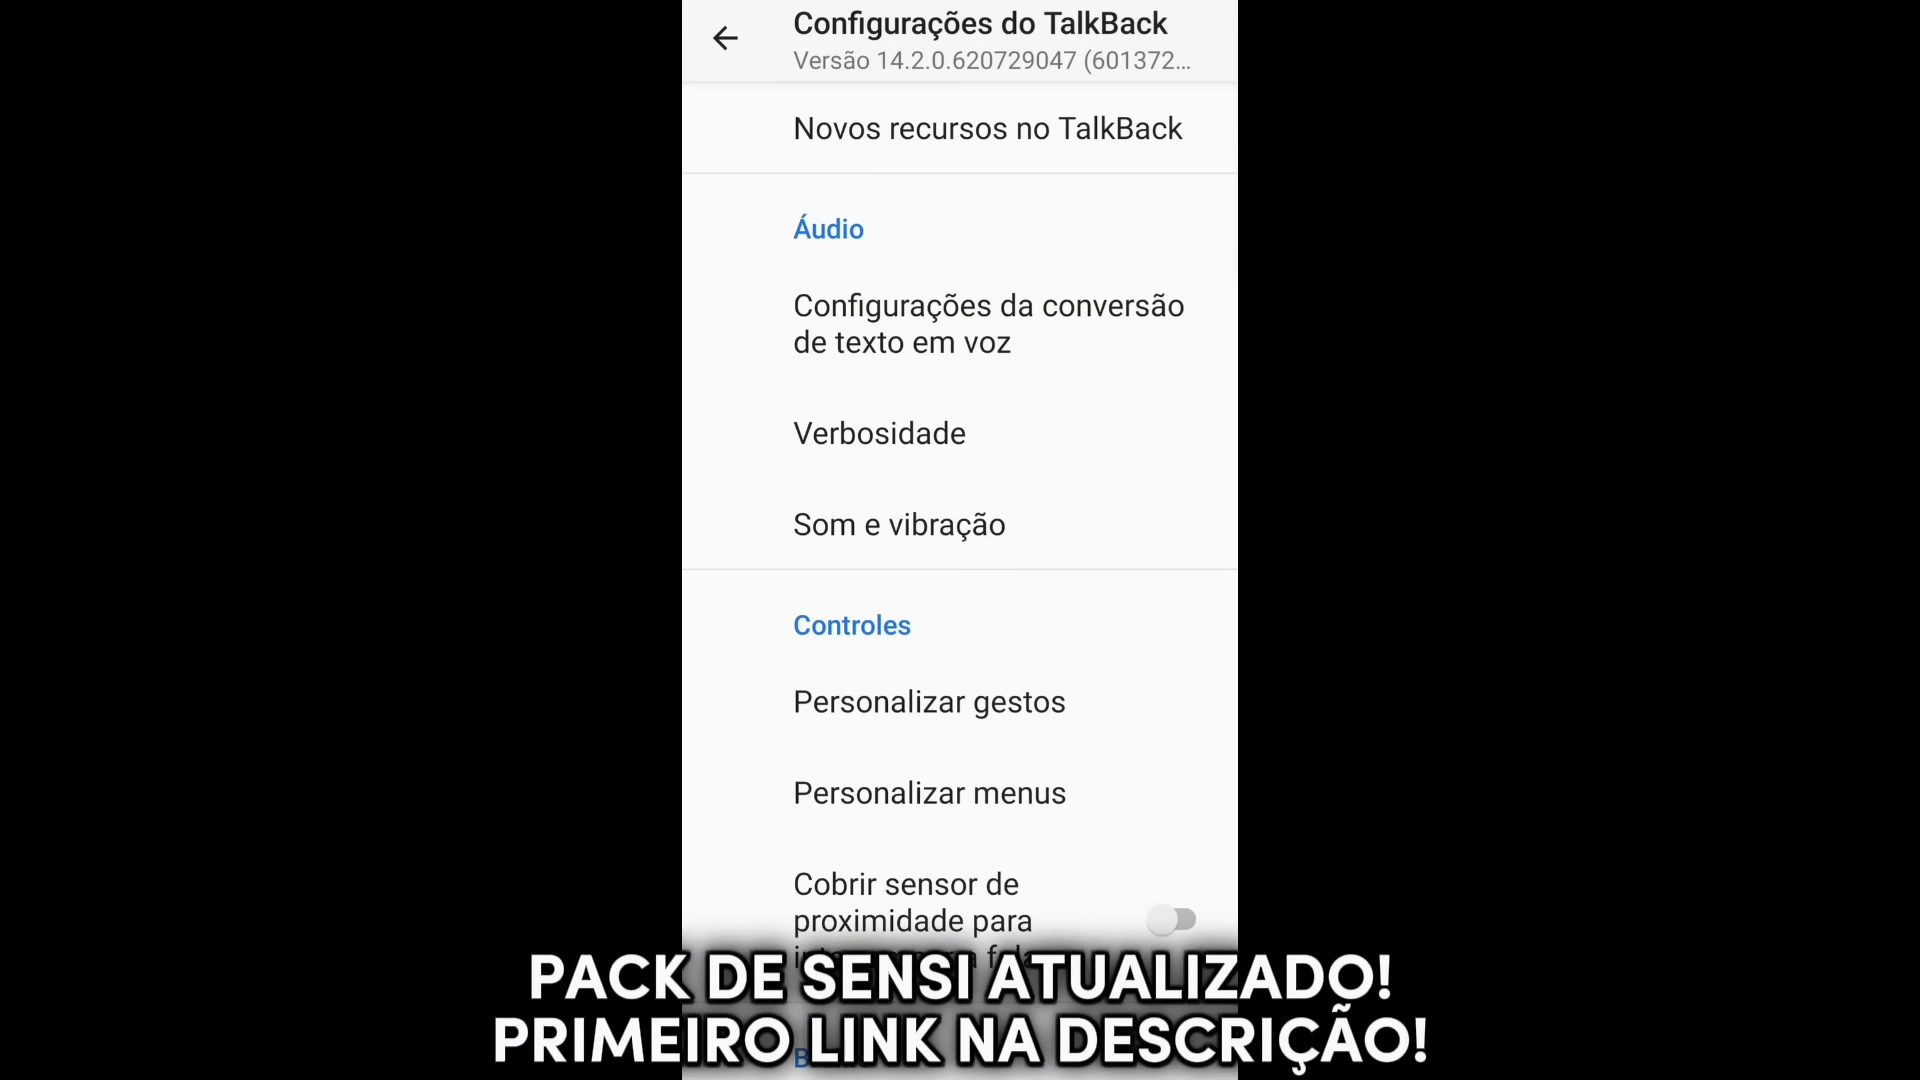 Configurações do TalkBack
Versão 14.2.0.620729047 (601372...
Novos recursos no TalkBack
Áudio
Configurações da conversão
de texto em voz
Verbosidade
Som e vibração
Controles
Personalizar gestos
Personalizar menus
Cobrir sensor de
proximidade para
PACK DE SENSI ATUALIZADO!
PRIMEIRO LINK NA DESCRIÇÃO!